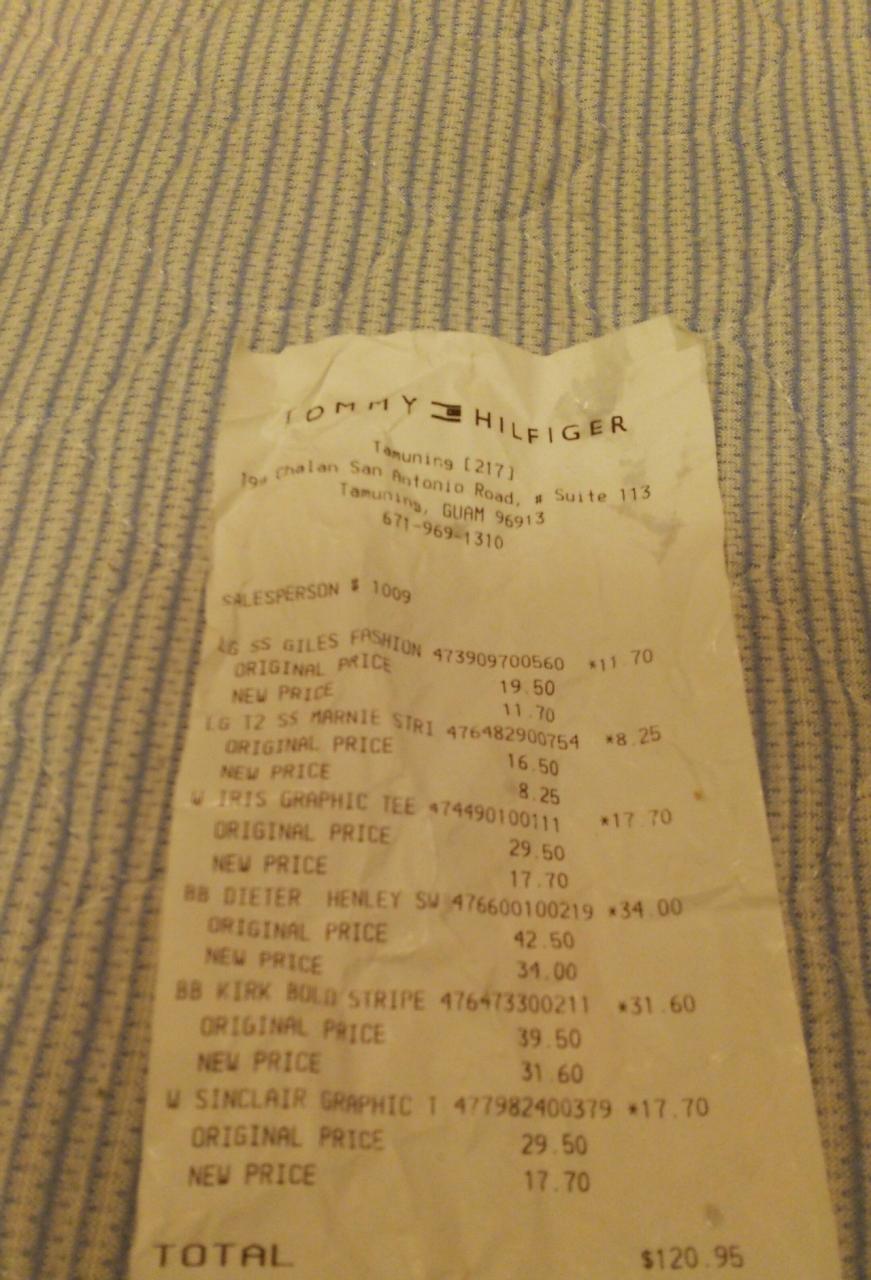 TOMMY HILFIGER
Tamuning [217]
Chalan San Antonio Road, # Suite 113
Tamuning, GUAM 96913
671-969-1310
SALESPERSON # 1009
LG SS GILES FASHION 473909700560 *11.70
ORIGINAL PRICE 19.50
NEW PRICE 11.70
LG T2 SS MARNIE STRI 476482900754 *8.25
ORIGINAL PRICE 16.50
NEW PRICE 8.25
W IRIS GRAPHIC TEE 474490100111 *17.70
ORIGINAL PRICE 29.50
NEW PRICE 17.70
BB DIETER HENLEY SW 476600100219 *34.00
ORIGINAL PRICE 42.50
NEW PRICE 34.00
BB KIRK BOLD STRIPE 476473300211 *31.60
ORIGINAL PRICE 39.50
NEW PRICE 31.60
W SINCLAIR GRAPHIC T 477982400379 *17.70
ORIGINAL PRICE 29.50
NEW PRICE 17.70
TOTAL $120.95